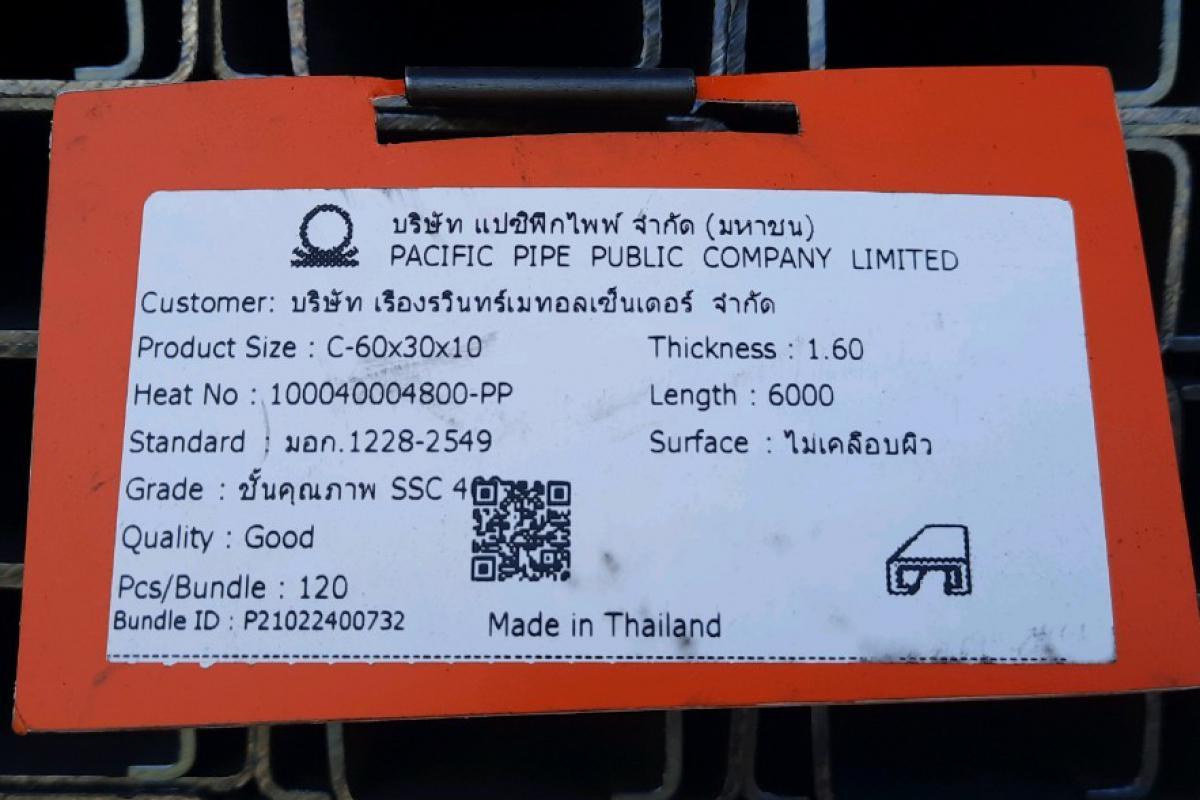 บริษัท แปซิฟิกไพพ์ จำกัด (มหาชน)
PACIFIC PIPE PUBLIC COMPANY LIMITED
Customer: บริษัท เรืองรวินทร์เมทอลเซ็นเตอร์ จำกัด
Product Size : C-60x30x10 Thickness : 1.60
Heat No : 100040004800-PP Length : 6000
Standard : มอก.1228-2549 Surface : ไม่เคลือบผิว
Grade : ชั้นคุณภาพ SSC
Quality : Good
Pcs/Bundle : 120
Bundle ID : P21022400732 Made in Thailand